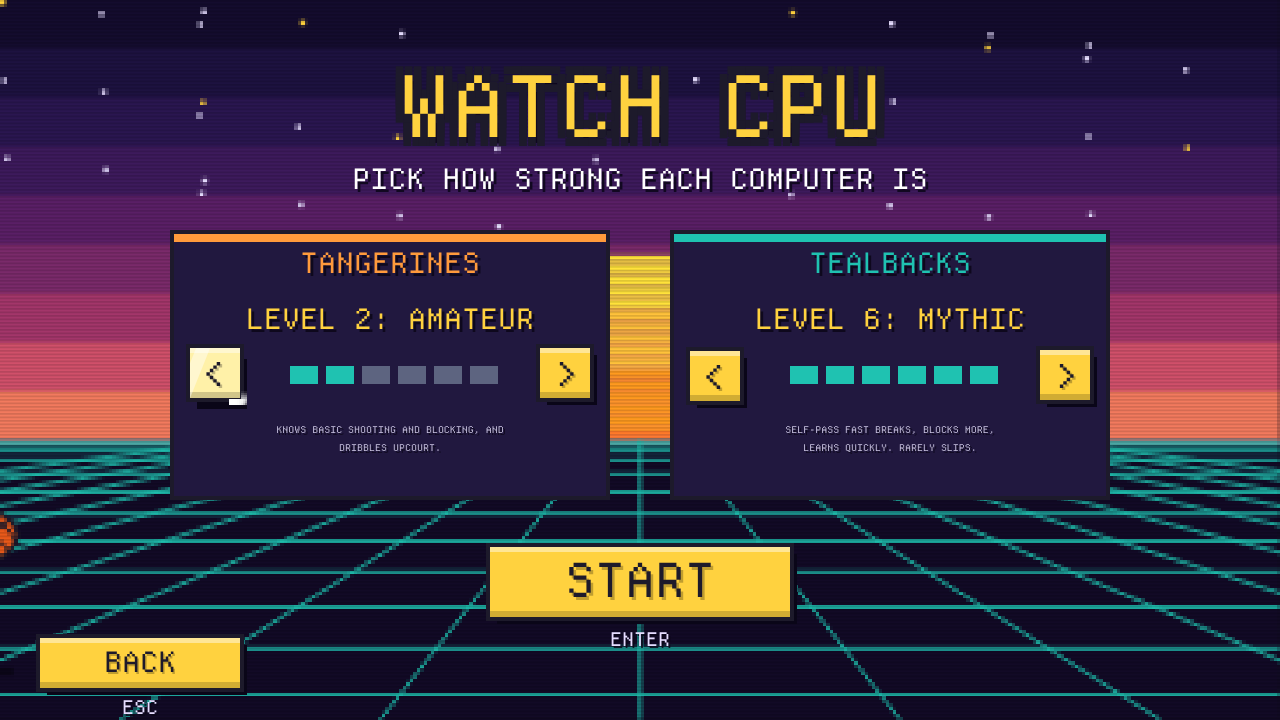 WATCH CPU
PICK HOW STRONG EACH COMPUTER IS
TANGERINES
LEVEL 2: AMATEUR
<
>
KNOWS BASIC SHOOTING AND BLOCKING, AND
DRIBBLES UPCOURT.
TEALBACKS
LEVEL 6: MYTHIC
<
>
SELF-PASS FAST BREAKS, BLOCKS MORE,
LEARNS QUICKLY. RARELY SLIPS.
START
ENTER
BACK
ESC